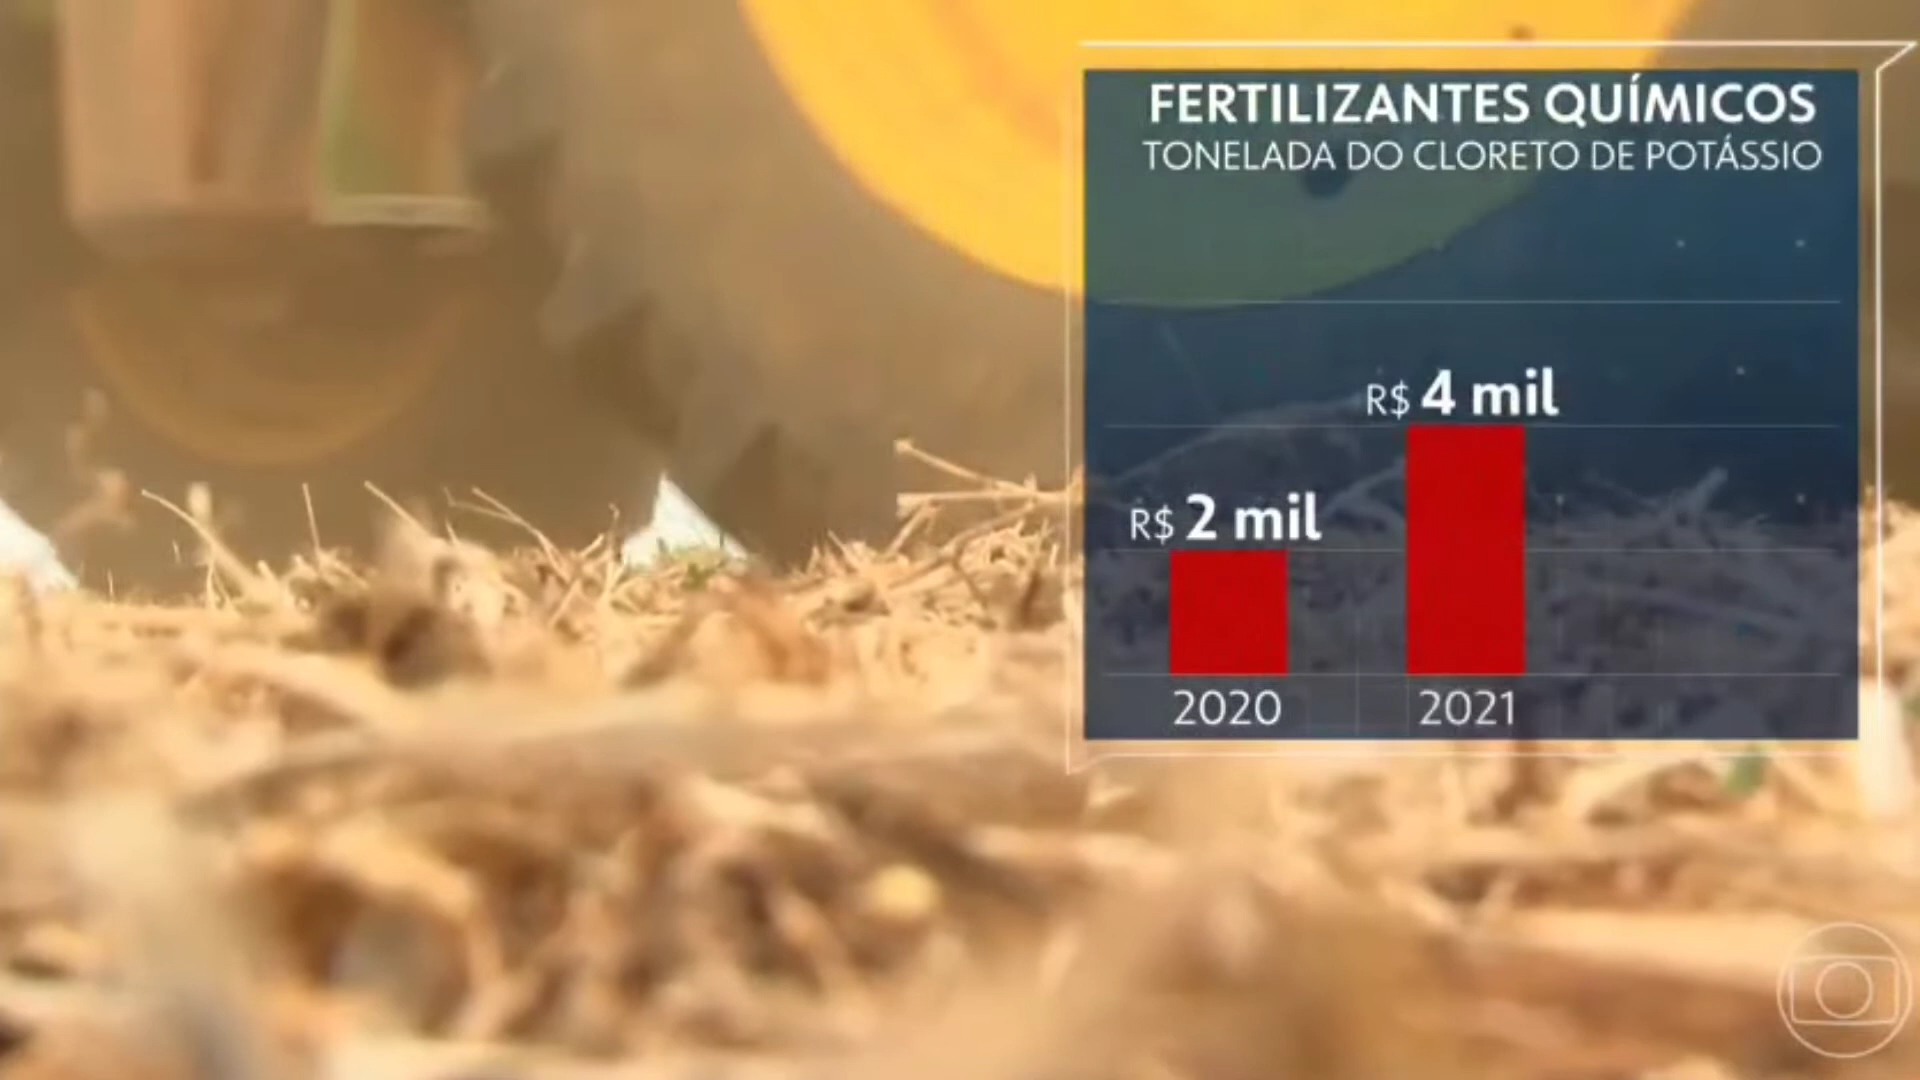 FERTILIZANTES QUÍMICOS
TONELADA DO CLORETO DE POTÁSSIO
R$ 4 mil
R$ 2 mil
2020 2021